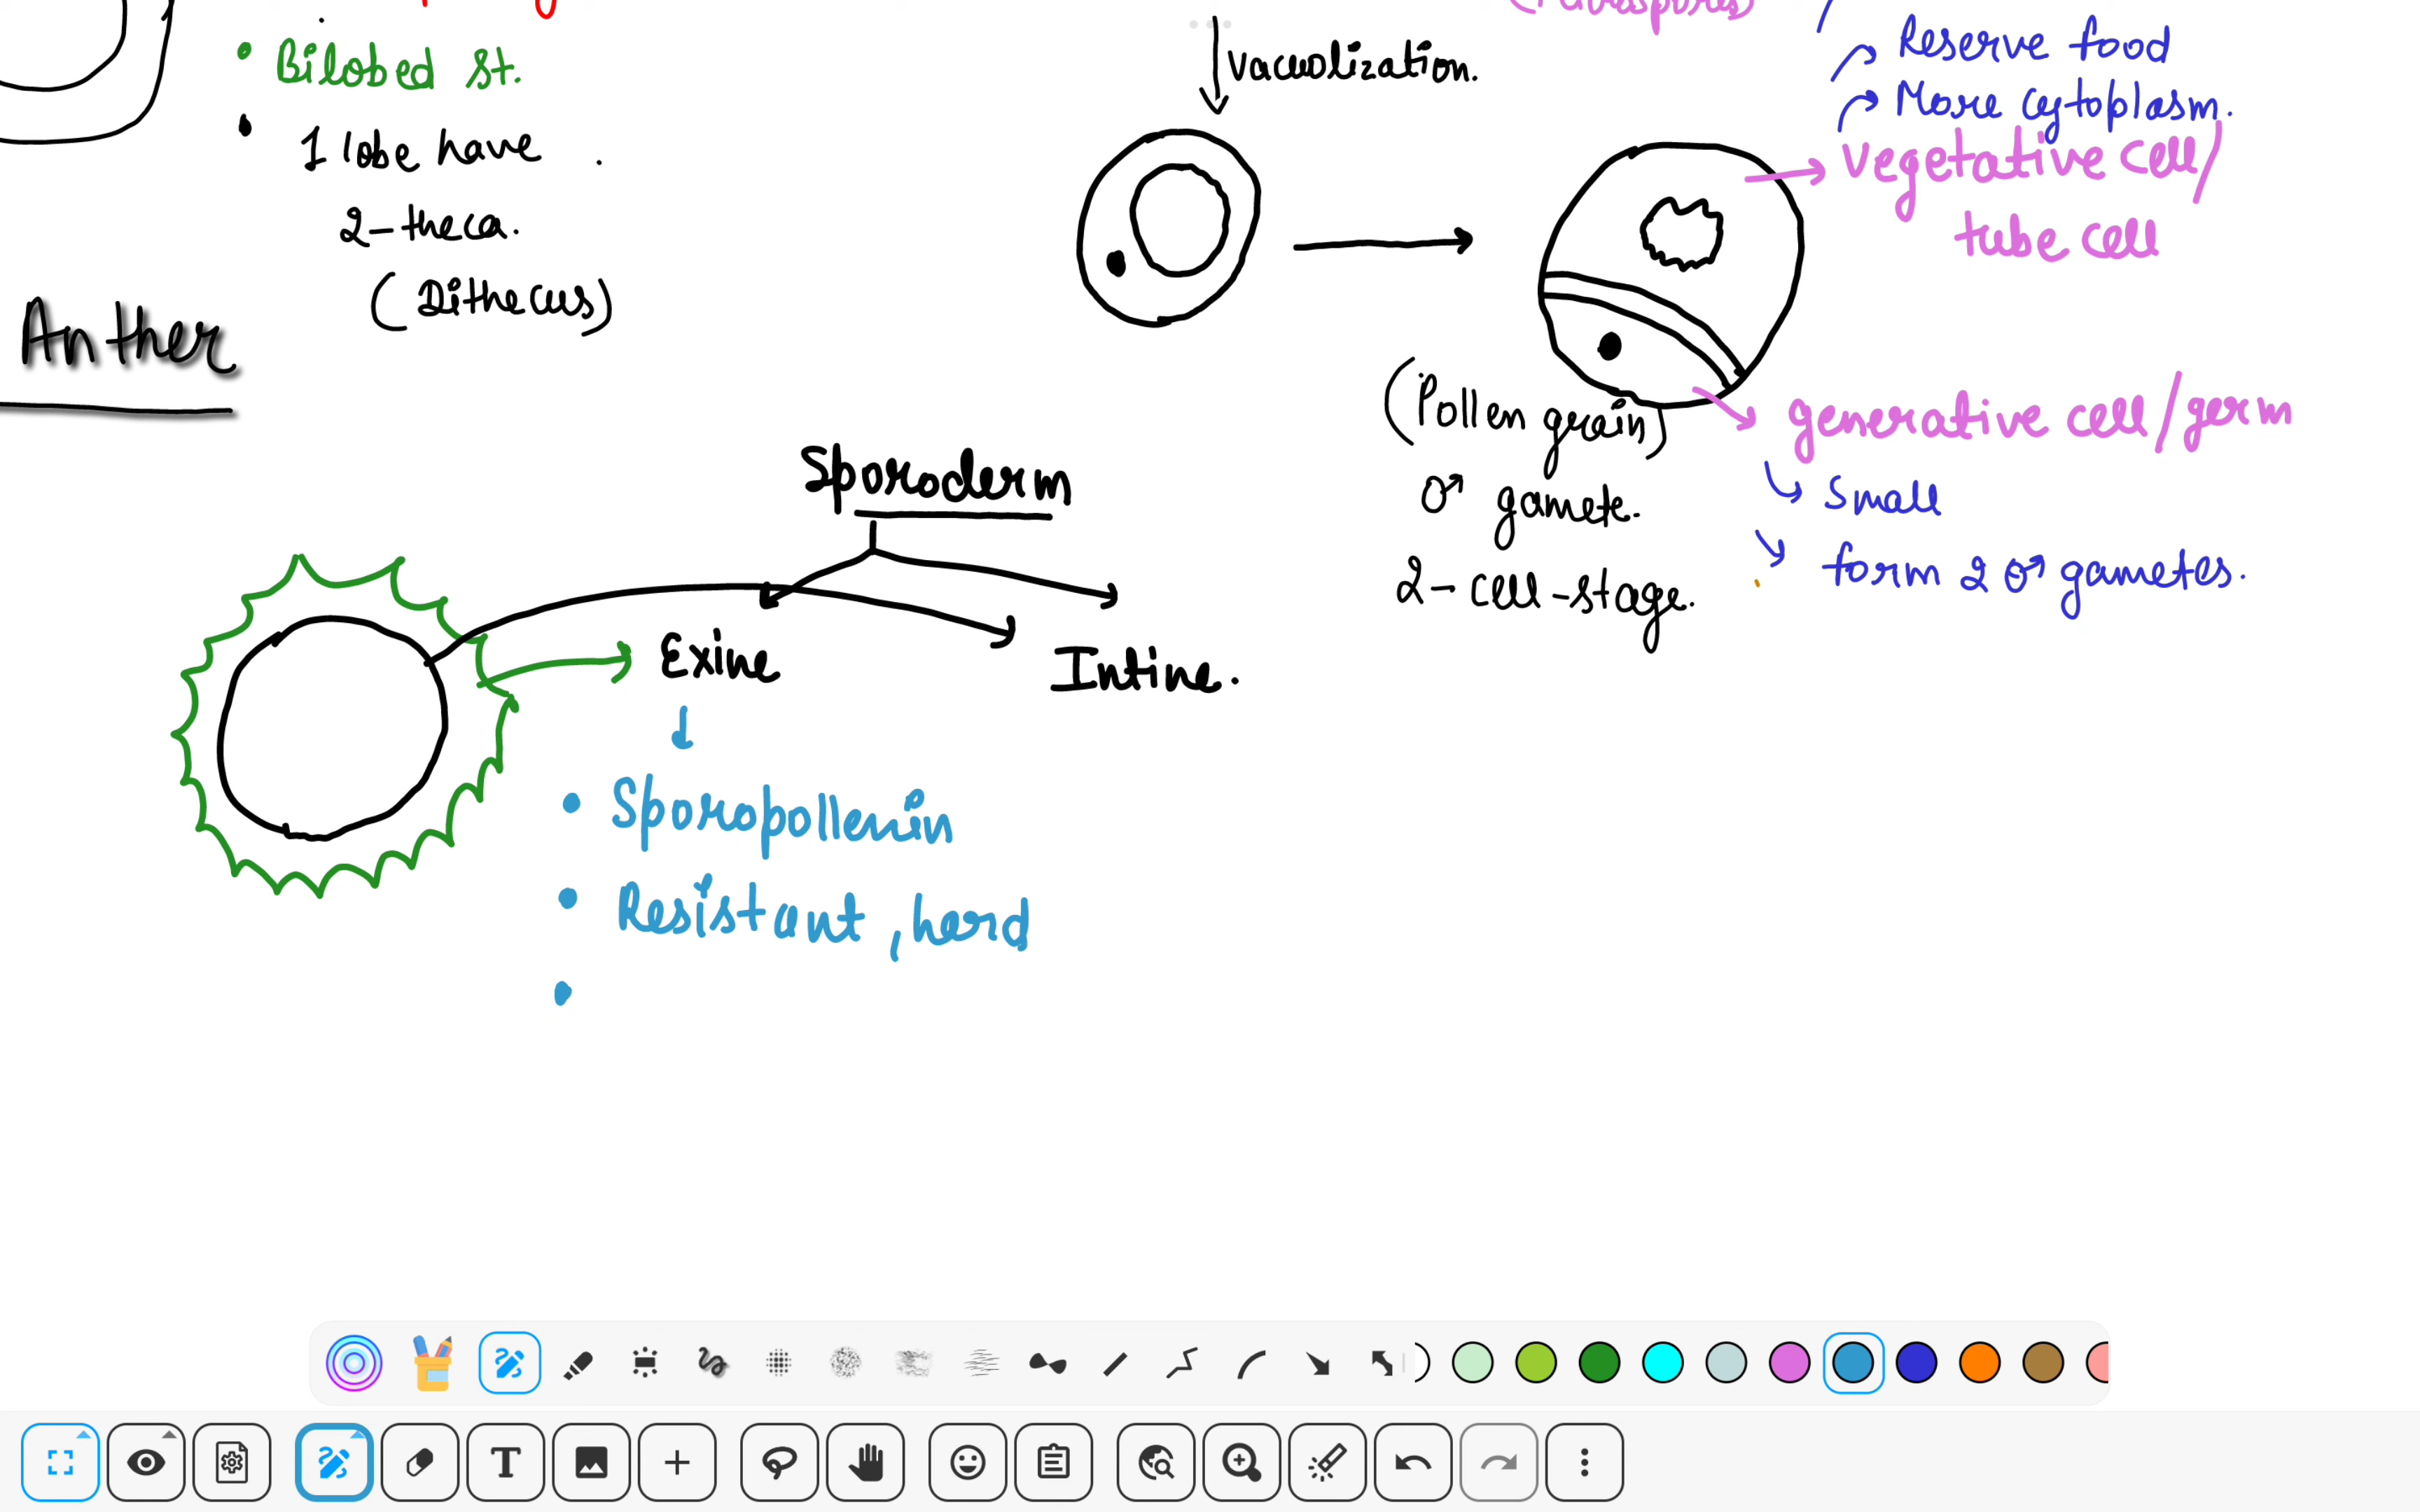 Bilobed st.
1 lobe have
2-theca.
(Dithecus)
Anther
vacuolization.
Reserve food
More cytoplasm.
vegetative cell/
tube cell
(Pollen grain)
♂ gamete.
2-cell-stage.
generative cell/germ
small
form 2 ♂ gametes.
Sporoderm
Exine
Intine.
Sporopollenin
Resistant, hard
T